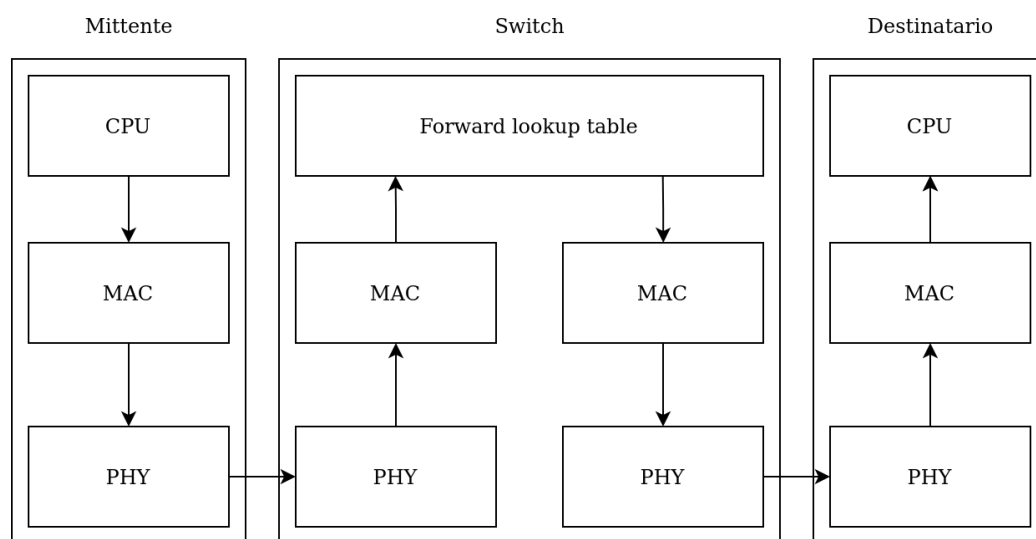 Mittente
Switch
Destinatario
CPU
Forward lookup table
CPU
MAC
MAC
MAC
MAC
PHY
PHY
PHY
PHY